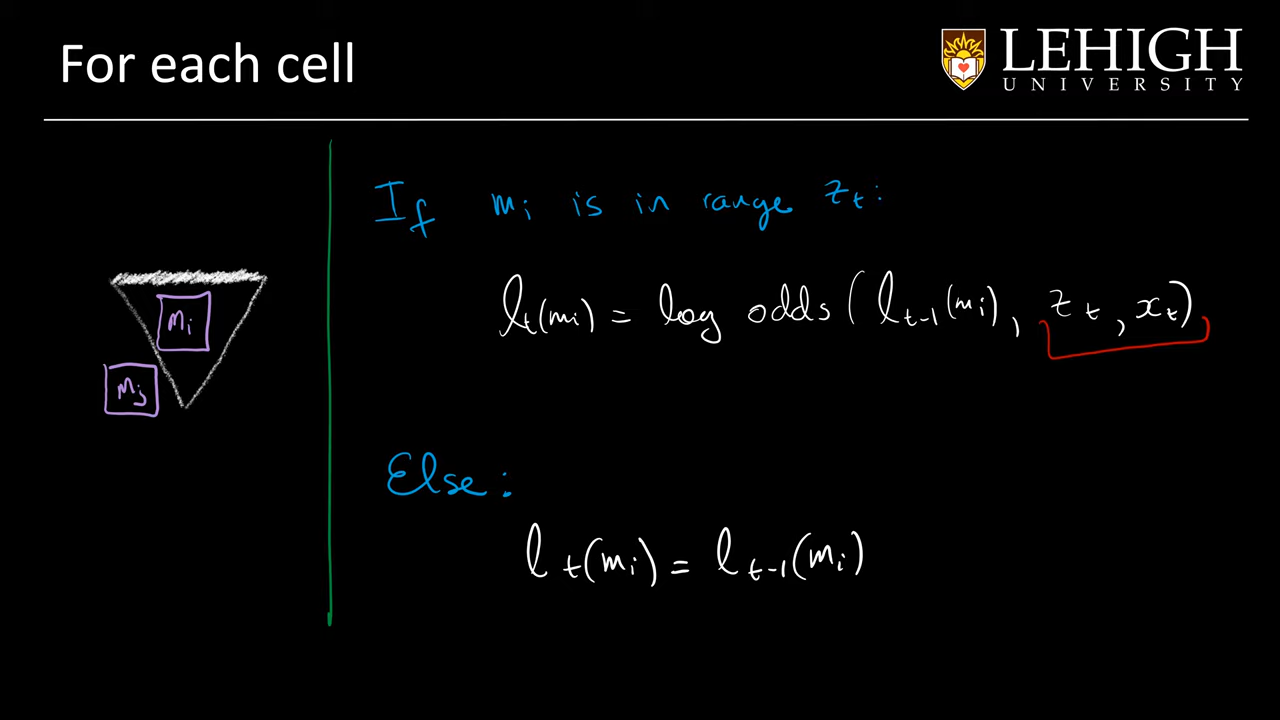 For each cell
LEHIGH
UNIVERSITY
If mᵢ is in range zₜ:
lₜ(mᵢ) = log odds (lₜ₋₁(mᵢ), zₜ, xₜ)
mᵢ
mⱼ
Else:
lₜ(mᵢ) = lₜ₋₁(mᵢ)